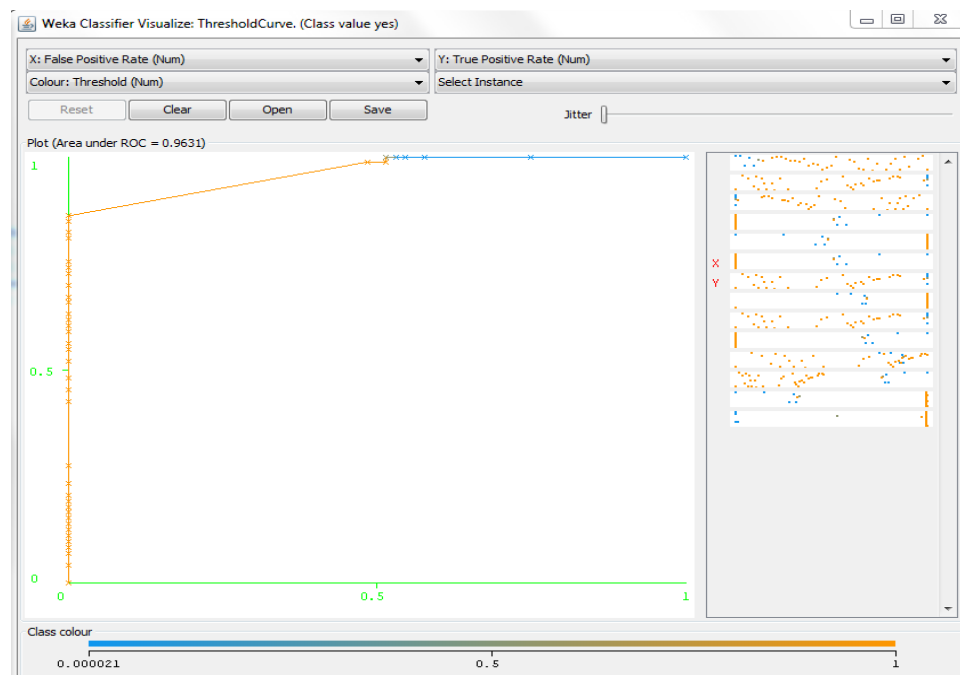 Weka Classifier Visualize: ThresholdCurve. (Class value yes)
X: False Positive Rate (Num)
Y: True Positive Rate (Num)
Colour: Threshold (Num)
Select Instance
Reset
Clear
Open
Save
Jitter
Plot (Area under ROC = 0.9631)
1
0.5
0
0
0.5
1
X
Y
Class colour
0.000021
0.5
1